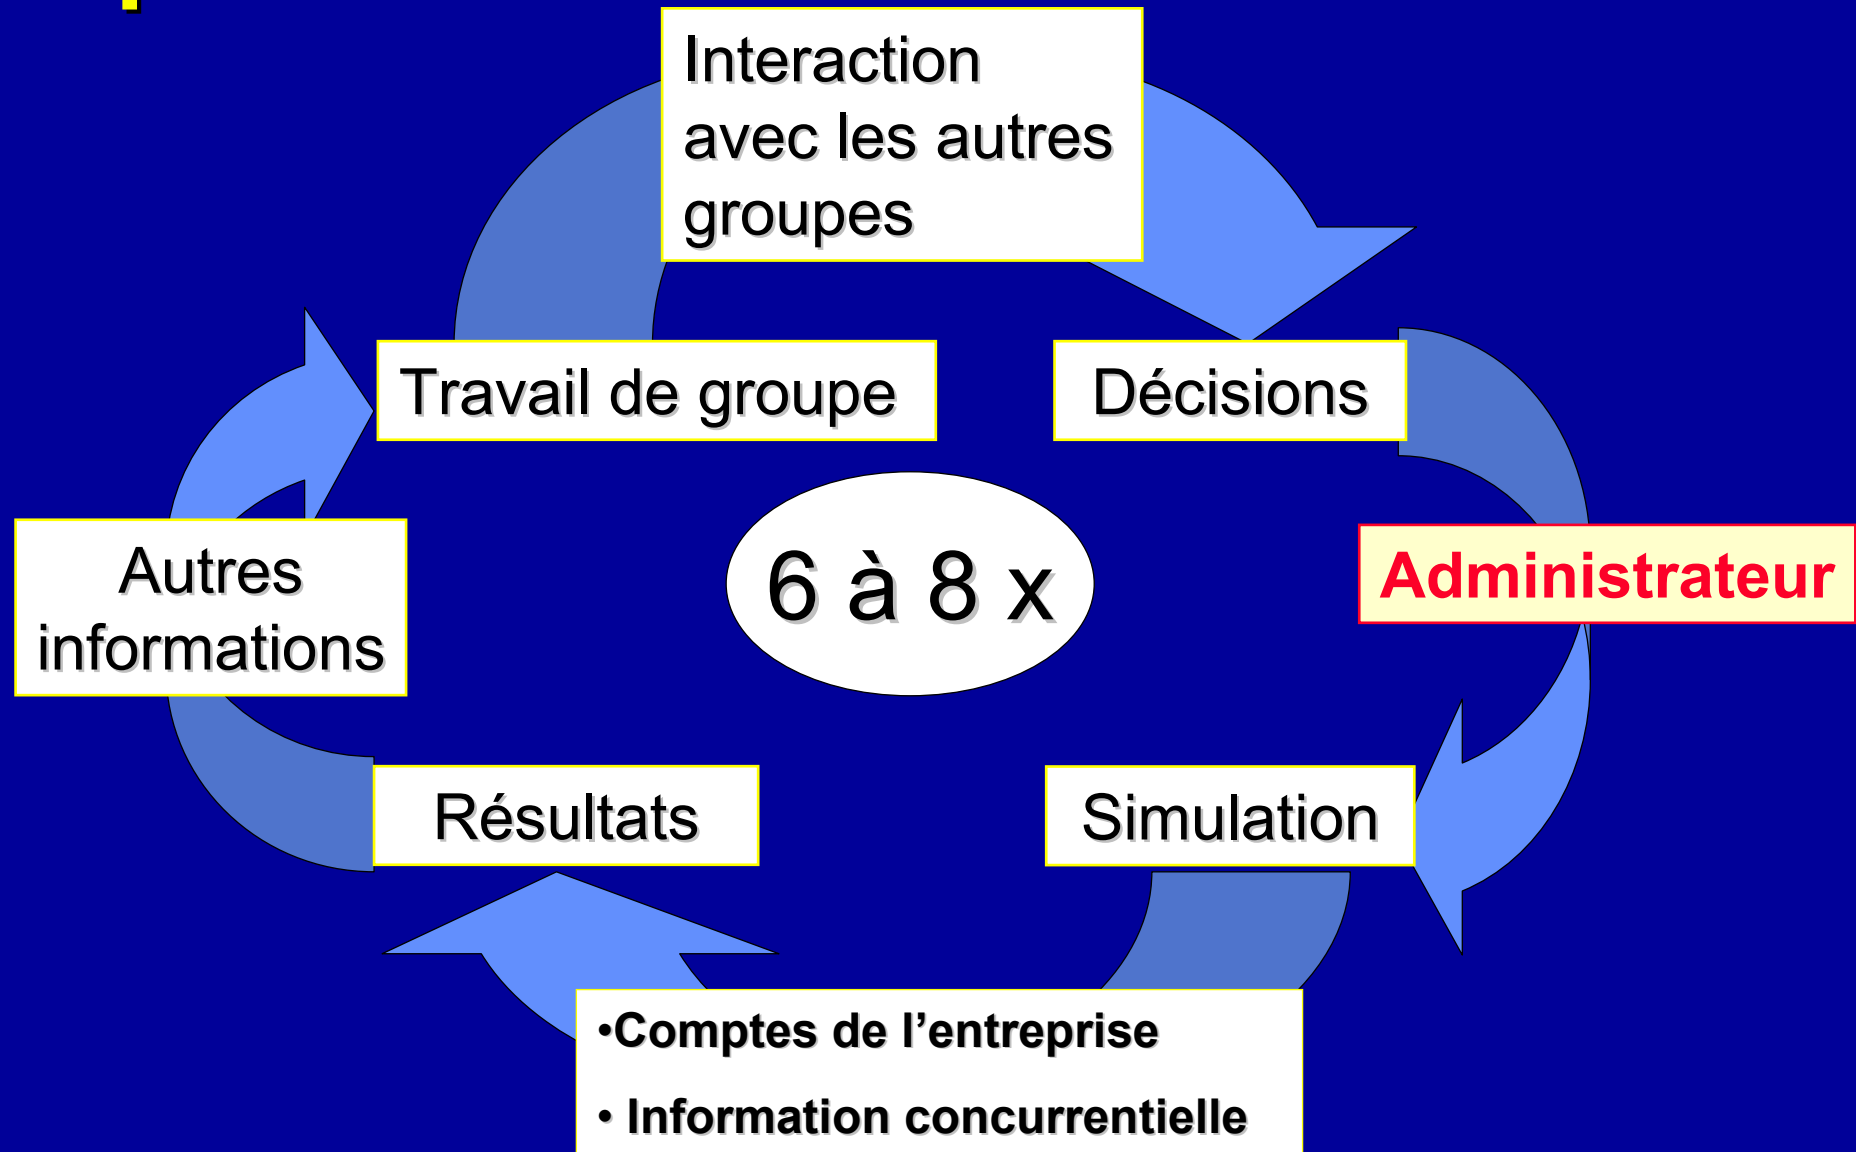 Interaction
avec les autres
groupes
Travail de groupe
Décisions
Autres
informations
6 à 8 x
Administrateur
Résultats
Simulation
•Comptes de l’entreprise
• Information concurrentielle